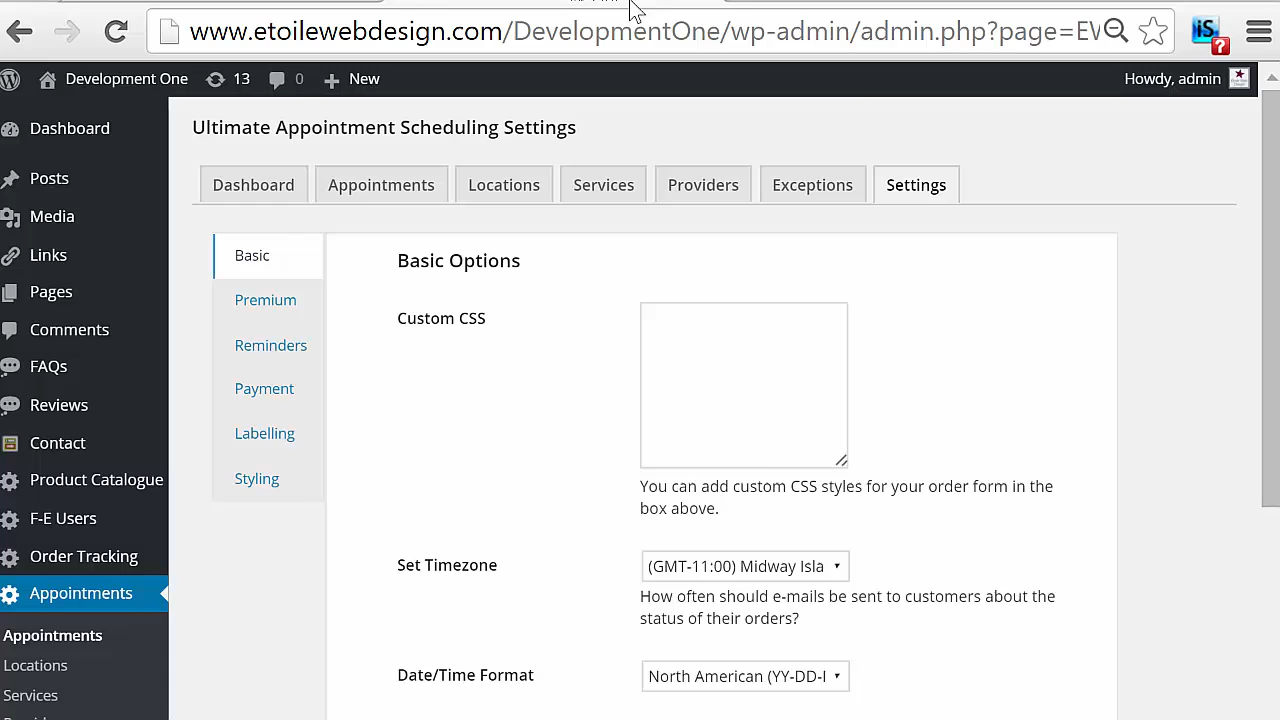 www.etoilewebdesign.com/DevelopmentOne/wp-admin/admin.php?page=EW
iS
?
Development One
13
0
New
Howdy, admin
Dashboard
Posts
Media
Links
Pages
Comments
FAQs
Reviews
Contact
Product Catalogue
F-E Users
Order Tracking
Appointments
Appointments
Locations
Services
Ultimate Appointment Scheduling Settings
Dashboard
Appointments
Locations
Services
Providers
Exceptions
Settings
Basic
Premium
Reminders
Payment
Labelling
Styling
Basic Options
Custom CSS
You can add custom CSS styles for your order form in the
box above.
Set Timezone
(GMT-11:00) Midway Isla
How often should e-mails be sent to customers about the
status of their orders?
Date/Time Format
North American (YY-DD-